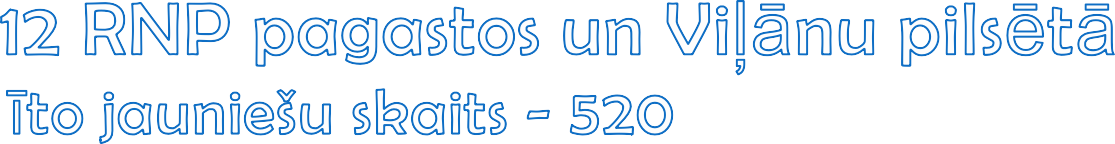 12 RNP pagastos un Viļānu pilsētā
īto jauniešu skaits - 520